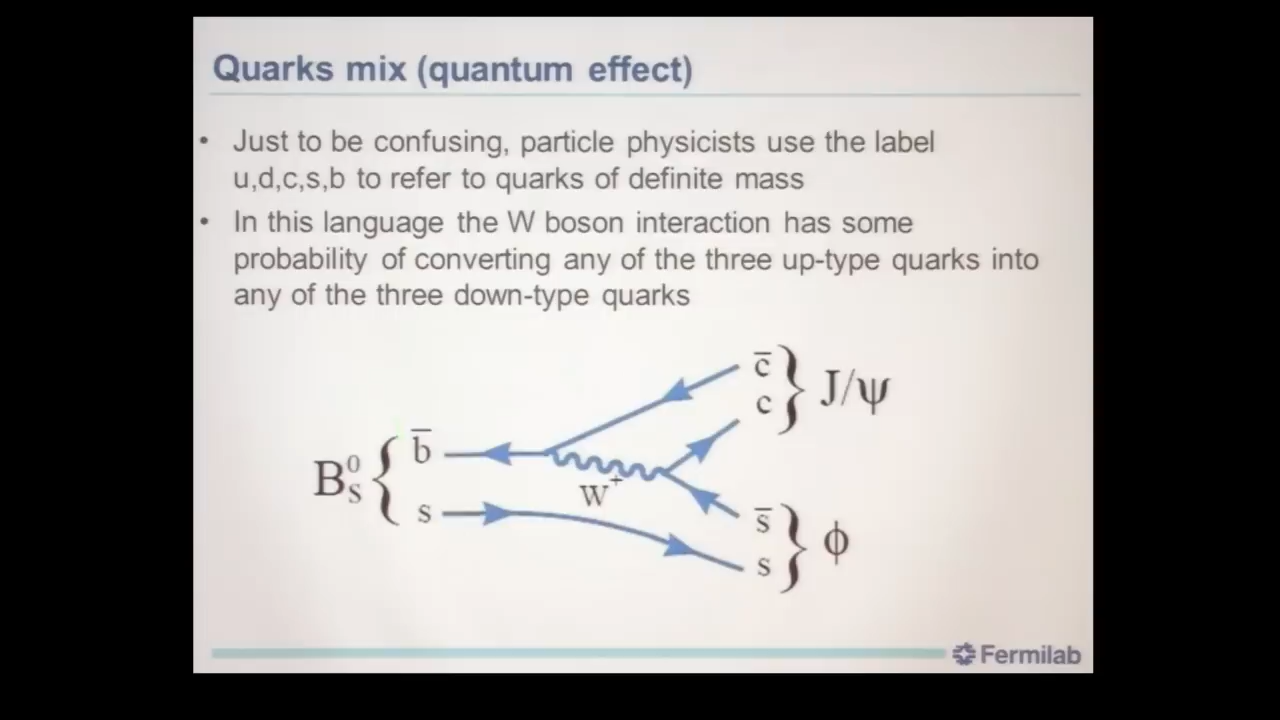 Quarks mix (quantum effect)
• Just to be confusing, particle physicists use the label
u,d,c,s,b to refer to quarks of definite mass
• In this language the W boson interaction has some
probability of converting any of the three up-type quarks into
any of the three down-type quarks
c̄
c
J/ψ
B⁰ₛ
b̄
s
W⁺
s̄
s
ϕ
Fermilab